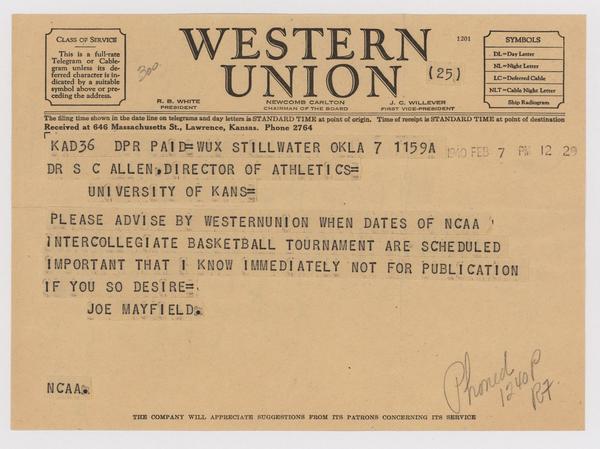 CLASS OF SERVICE
This is a full-rate
Telegram or Cable-
gram unless its de-
ferred character is in-
dicated by a suitable
symbol above or pre-
ceding the address.
300
WESTERN
UNION
1201
(25)
SYMBOLS
DL=Day Letter
NL=Night Letter
LC=Deferred Cable
NLT=Cable Night Letter
Ship Radiogram
R. B. WHITE
PRESIDENT
NEWCOMB CARLTON
CHAIRMAN OF THE BOARD
J. C. WILLEVER
FIRST VICE-PRESIDENT
The filing time shown in the date line on telegrams and day letters is STANDARD TIME at point of origin. Time of receipt is STANDARD TIME at point of destination
Received at 646 Massachusetts St., Lawrence, Kansas. Phone 2764
KAD36 DPR PAID=WUX STILLWATER OKLA 7 1159A
1940 FEB 7 PM 12 29
DR S C ALLEN,DIRECTOR OF ATHLETICS=
UNIVERSITY OF KANS=
PLEASE ADVISE BY WESTERNUNION WHEN DATES OF NCAA
INTERCOLLEGIATE BASKETBALL TOURNAMENT ARE SCHEDULED
IMPORTANT THAT I KNOW IMMEDIATELY NOT FOR PUBLICATION
IF YOU SO DESIRE=
JOE MAYFIELD.
NCAA.
Phoned
1240P
THE COMPANY WILL APPRECIATE SUGGESTIONS FROM ITS PATRONS CONCERNING ITS SERVICE